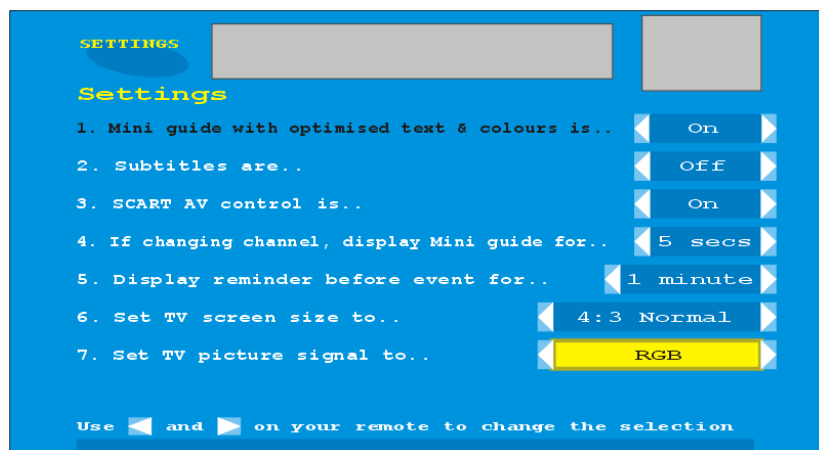 SETTINGS
Settings
1. Mini guide with optimised text & colours is.. On
2. Subtitles are.. Off
3. SCART AV control is.. On
4. If changing channel, display Mini guide for.. 5 secs
5. Display reminder before event for.. 1 minute
6. Set TV screen size to.. 4:3 Normal
7. Set TV picture signal to.. RGB
Use ◀ and ▶ on your remote to change the selection